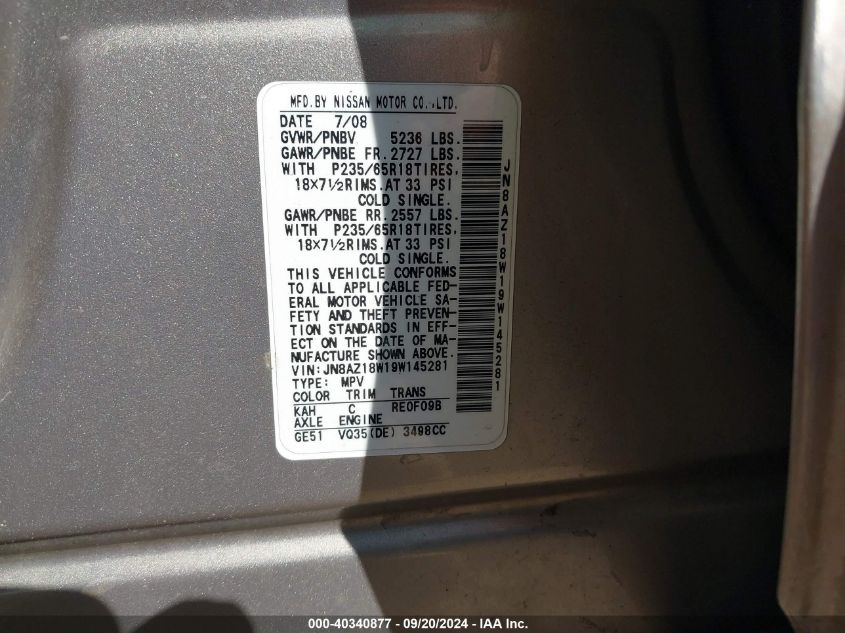 MFD.BY NISSAN MOTOR CO.,LTD.
DATE 7/08
GVWR/PNBV 5236 LBS.
GAWR/PNBE FR. 2727 LBS.
WITH P235/65R18TIRES,
18X7½RIMS.AT 33 PSI
COLD SINGLE.
GAWR/PNBE RR. 2557 LBS.
WITH P235/65R18TIRES,
18X7½RIMS.AT 33 PSI
COLD SINGLE.
THIS VEHICLE CONFORMS
TO ALL APPLICABLE FED-
ERAL MOTOR VEHICLE SA-
FETY AND THEFT PREVEN-
TION STANDARDS IN EFF-
ECT ON THE DATE OF MA-
NUFACTURE SHOWN ABOVE.
VIN:JN8AZ18W19W145281
TYPE: MPV
COLOR TRIM TRANS
KAH C RE0F09B
AXLE ENGINE
GE51 VQ35(DE) 3498CC
JN8AZ18W19W145281
000-40340877 - 09/20/2024 - IAA Inc.